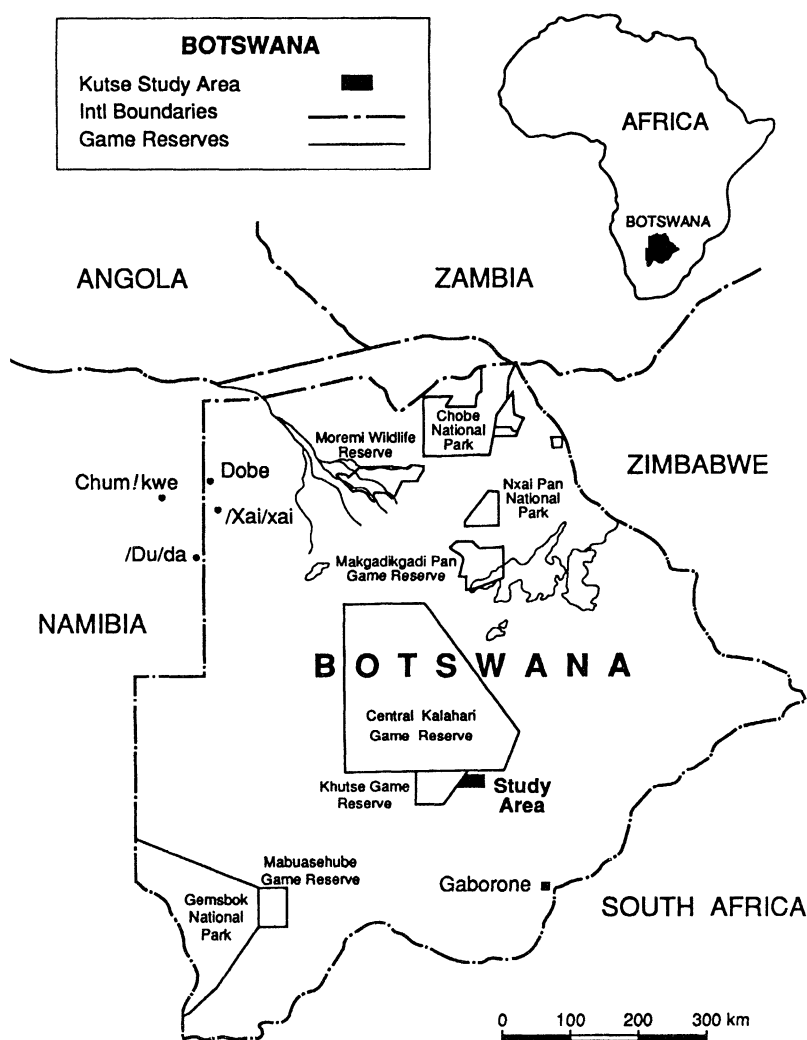 BOTSWANA
Kutse Study Area
Intl Boundaries
Game Reserves
AFRICA
BOTSWANA
ANGOLA
ZAMBIA
Chobe
National
Park
Moremi Wildlife
Reserve
ZIMBABWE
Chum!kwe
Dobe
/Xai/xai
Nxai Pan
National
Park
/Du/da
Makgadikgadi Pan
Game Reserve
NAMIBIA
BOTSWANA
Central Kalahari
Game Reserve
Khutse Game
Reserve
Study
Area
Mabuasehube
Game Reserve
Gemsbok
National
Park
Gaborone
SOUTH AFRICA
0 100 200 300 km